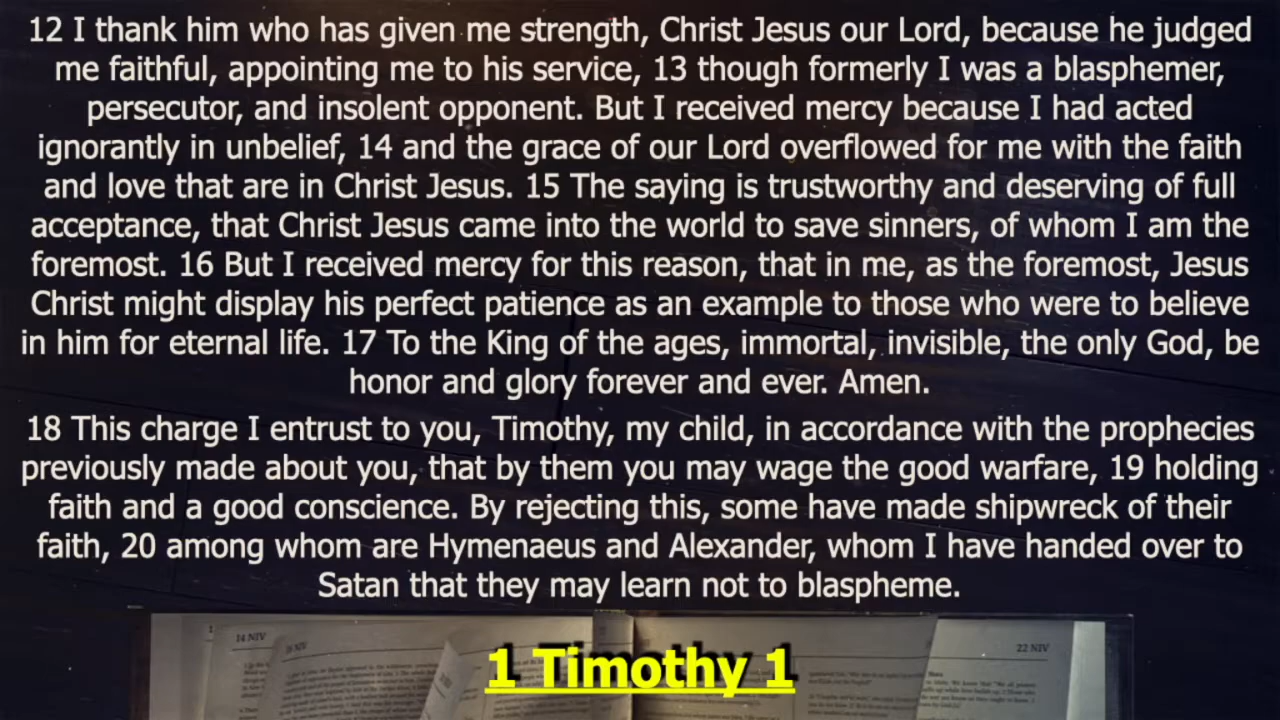 12 I thank him who has given me strength, Christ Jesus our Lord, because he judged
me faithful, appointing me to his service, 13 though formerly I was a blasphemer,
persecutor, and insolent opponent. But I received mercy because I had acted
ignorantly in unbelief, 14 and the grace of our Lord overflowed for me with the faith
and love that are in Christ Jesus. 15 The saying is trustworthy and deserving of full
acceptance, that Christ Jesus came into the world to save sinners, of whom I am the
foremost. 16 But I received mercy for this reason, that in me, as the foremost, Jesus
Christ might display his perfect patience as an example to those who were to believe
in him for eternal life. 17 To the King of the ages, immortal, invisible, the only God, be
honor and glory forever and ever. Amen.
18 This charge I entrust to you, Timothy, my child, in accordance with the prophecies
previously made about you, that by them you may wage the good warfare, 19 holding
faith and a good conscience. By rejecting this, some have made shipwreck of their
faith, 20 among whom are Hymenaeus and Alexander, whom I have handed over to
Satan that they may learn not to blaspheme.
14 NIV
22 NIV
1 Timothy 1